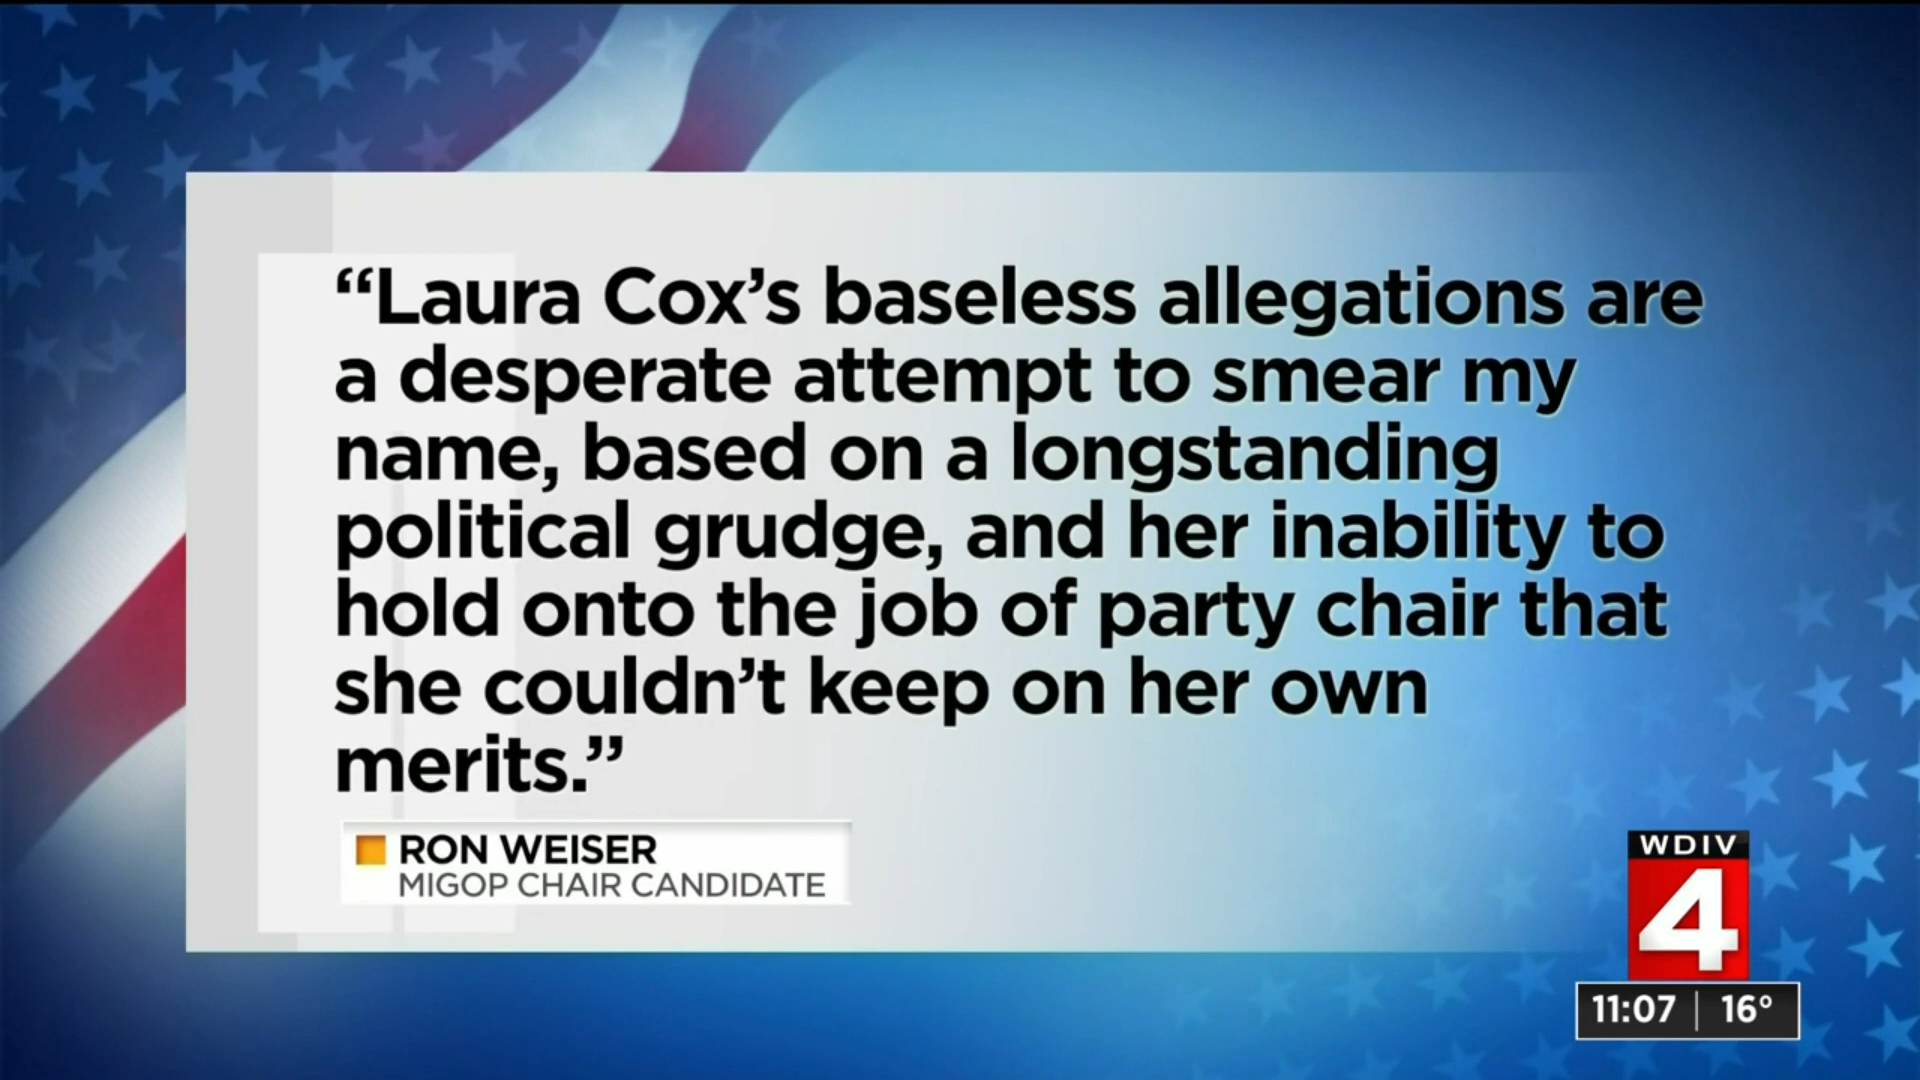 “Laura Cox’s baseless allegations are
a desperate attempt to smear my
name, based on a longstanding
political grudge, and her inability to
hold onto the job of party chair that
she couldn’t keep on her own
merits.”
RON WEISER
MIGOP CHAIR CANDIDATE
WDIV
4
11:07 | 16°